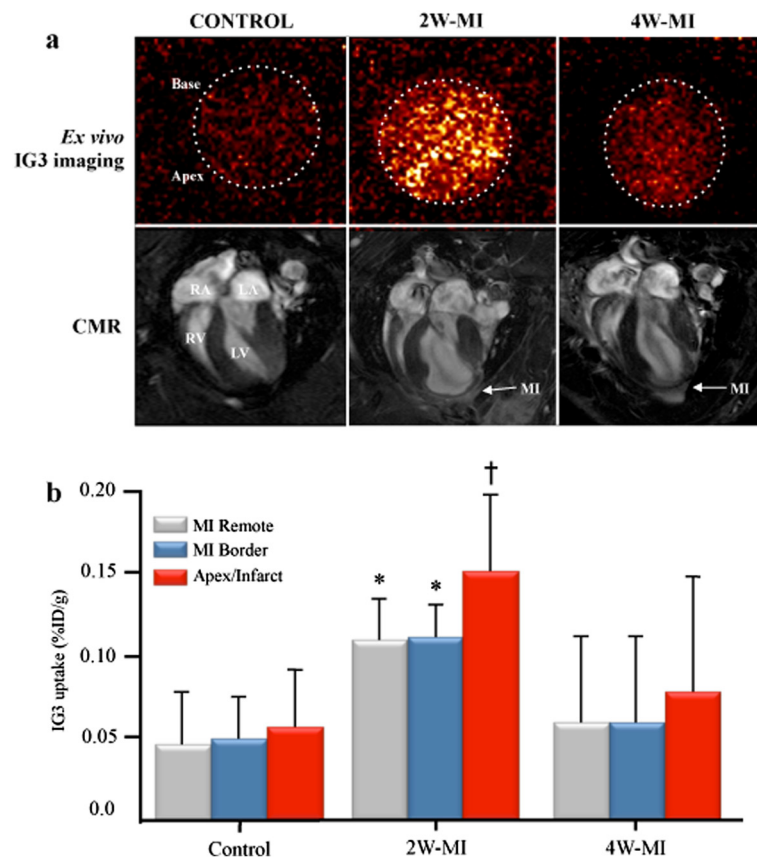 a
CONTROL 2W-MI 4W-MI
Ex vivo
IG3 imaging
Base
Apex
CMR
RA LA
RV
LV
MI
MI
b
IG3 uptake (%ID/g)
0.20
0.15
0.10
0.05
0.0
MI Remote
MI Border
Apex/Infarct
* * †
Control 2W-MI 4W-MI